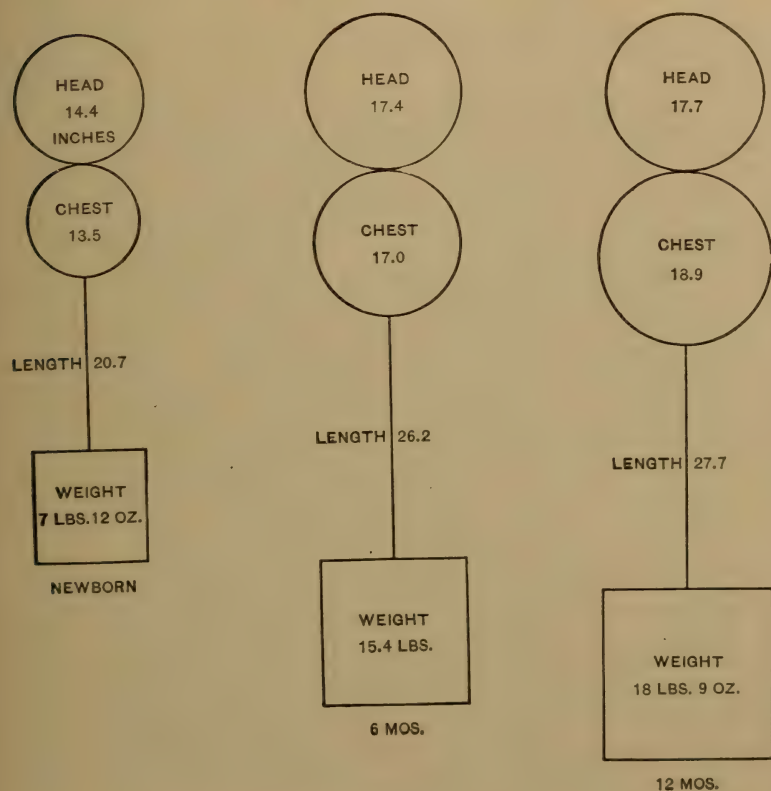 HEAD
14.4
INCHES
CHEST
13.5
LENGTH 20.7
WEIGHT
7 LBS. 12 OZ.
NEWBORN
HEAD
17.4
CHEST
17.0
LENGTH 26.2
WEIGHT
15.4 LBS.
6 MOS.
HEAD
17.7
CHEST
18.9
LENGTH 27.7
WEIGHT
18 LBS. 9 OZ.
12 MOS.